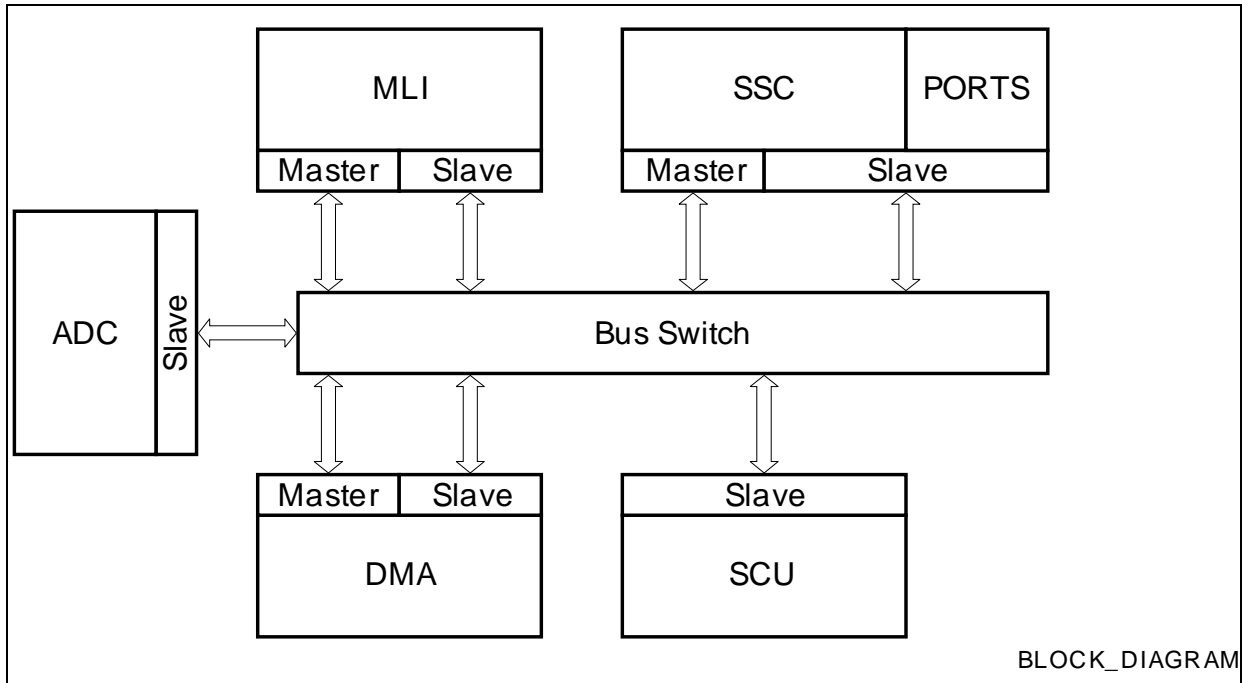 MLI
SSC
PORTS
Master
Slave
Master
Slave
ADC
Slave
Bus Switch
Master
Slave
Slave
DMA
SCU
BLOCK_DIAGRAM